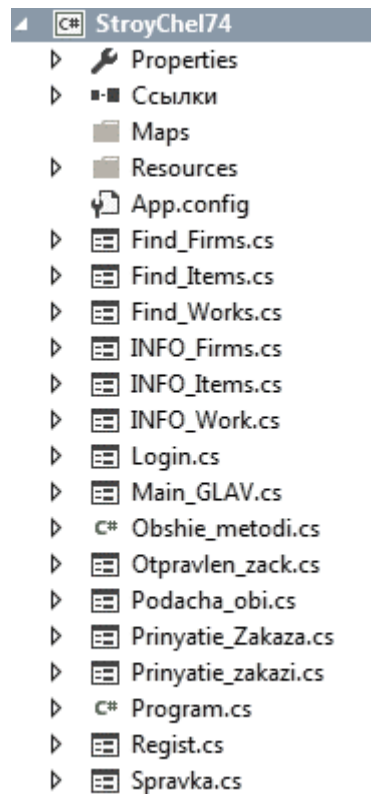 C# StroyChel74
Properties
Ссылки
Maps
Resources
App.config
Find_Firms.cs
Find_Items.cs
Find_Works.cs
INFO_Firms.cs
INFO_Items.cs
INFO_Work.cs
Login.cs
Main_GLAV.cs
C# Obshie_metodi.cs
Otpravlen_zack.cs
Podacha_obi.cs
Prinyatie_Zakaza.cs
Prinyatie_zakazi.cs
C# Program.cs
Regist.cs
Spravka.cs